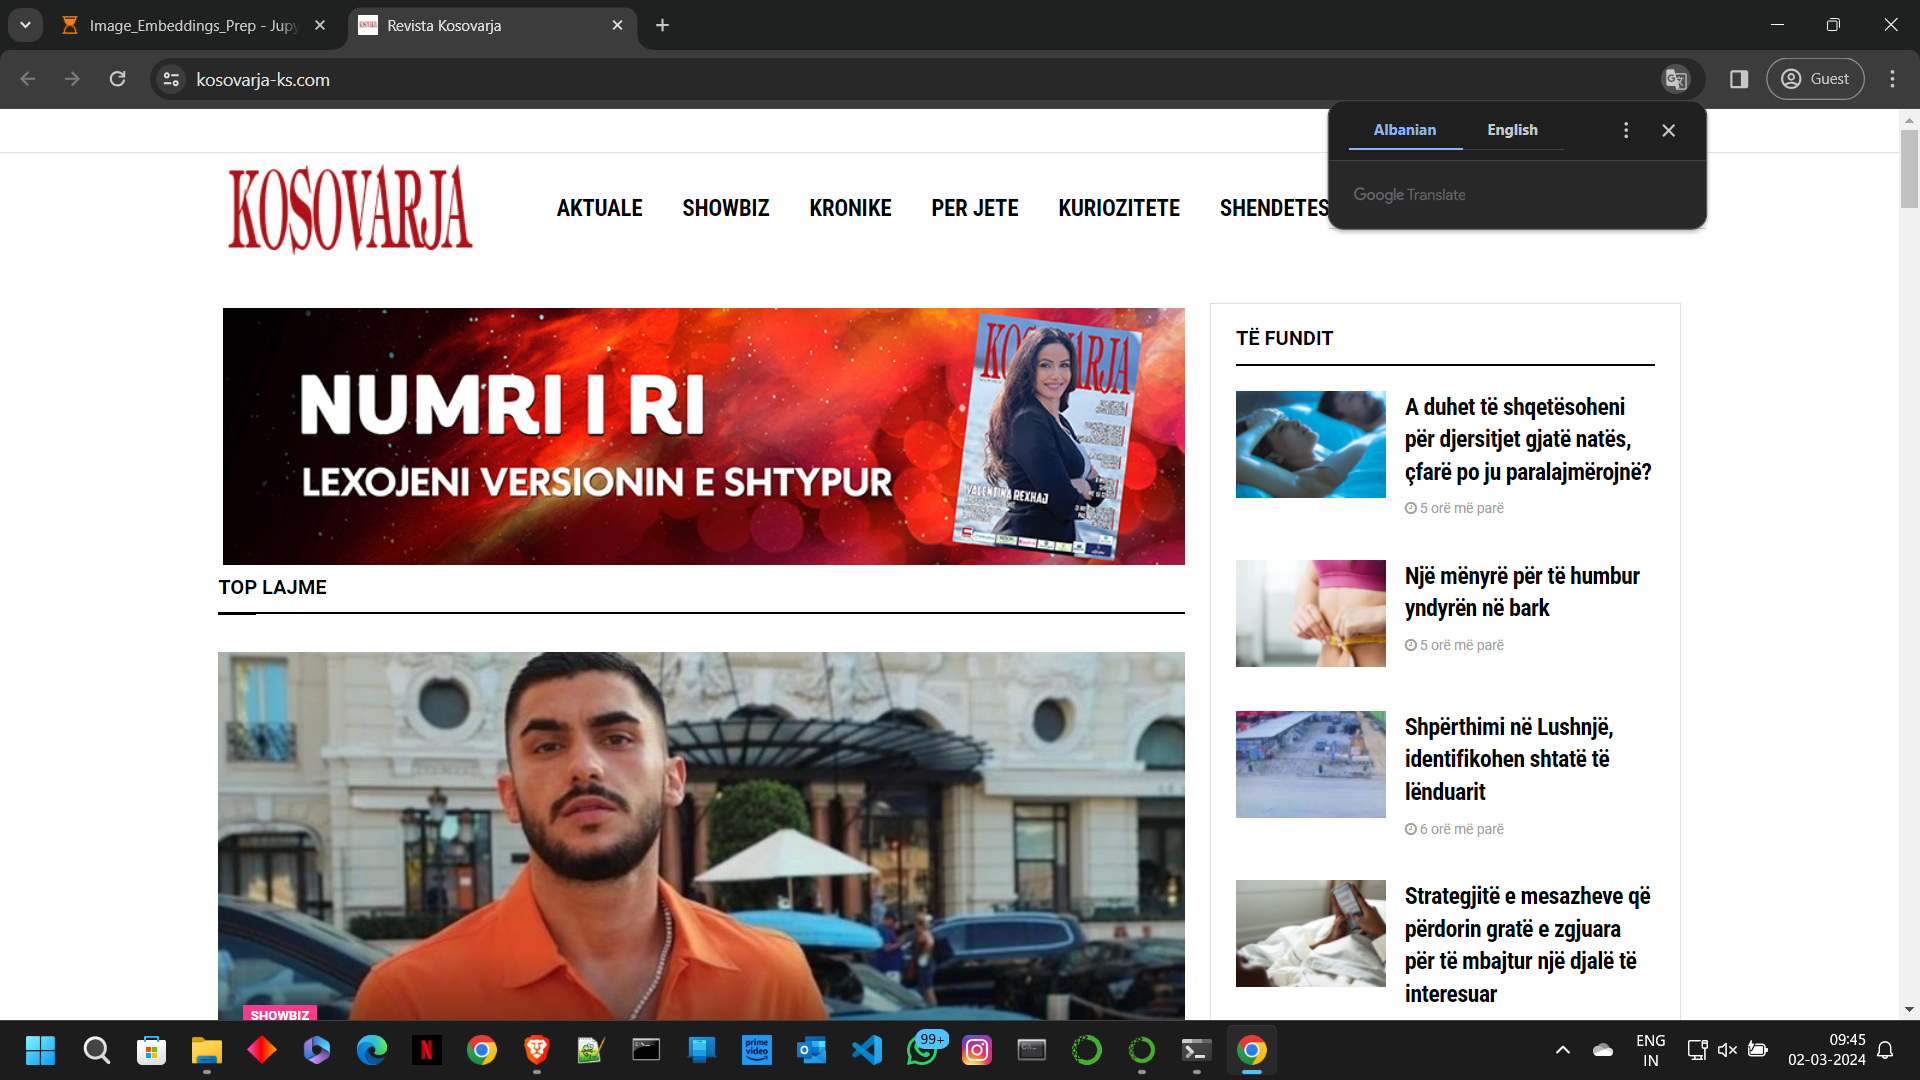 Image_Embeddings_Prep - Jupy
Revista Kosovarja
kosovarja-ks.com
Guest
Albanian
English
Google Translate
KOSOVARJA
AKTUALE
SHOWBIZ
KRONIKE
PER JETE
KURIOZITETE
SHENDETES
NUMRI I RI
LEXOJENI VERSIONIN E SHTYPUR
KOSOVARJA
VALENTINA REXHAJ
TOP LAJME
SHOWBIZ
TË FUNDIT
A duhet të shqetësoheni
për djersitjet gjatë natës,
çfarë po ju paralajmërojnë?
5 orë më parë
Një mënyrë për të humbur
yndyrën në bark
5 orë më parë
Shpërthimi në Lushnjë,
identifikohen shtatë të
lënduarit
6 orë më parë
Strategjitë e mesazheve që
përdorin gratë e zgjuara
për të mbajtur një djalë të
interesuar
prime
video
99+
ENG
IN
09:45
02-03-2024